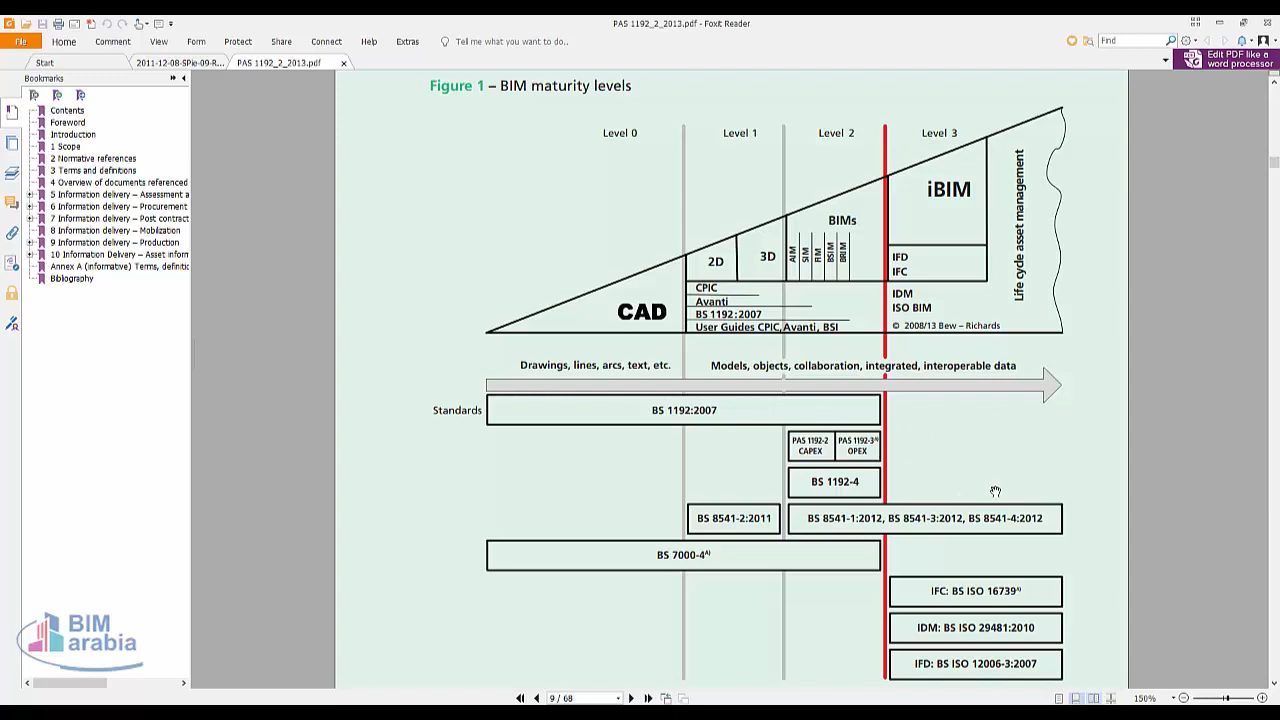 PAS 1192_2_2013.pdf - Foxit Reader
File Home Comment View Form Protect Share Connect Help Extras Tell me what you want to do.. Find
Edit PDF like a
word processor
Start 2011-12-08-SPie-09-R... PAS 1192_2_2013.pdf
Bookmarks
Contents
Foreword
Introduction
1 Scope
2 Normative references
3 Terms and definitions
4 Overview of documents referenced
5 Information delivery – Assessment a
6 Information delivery – Procurement
7 Information delivery – Post contract
8 Information delivery – Mobilization
9 Information delivery – Production
10 Information Delivery – Asset inform
Annex A (informative) Terms, definitic
Bibliography
Figure 1 – BIM maturity levels
Level 0 Level 1 Level 2 Level 3
iBIM
BIMs
2D 3D
AIM
SIM
FIM
BSIM
BRIM
IFD
IFC
Life cycle asset management
CAD
CPIC
Avanti
BS 1192:2007
User Guides CPIC, Avanti, BSI
IDM
ISO BIM
© 2008/13 Bew – Richards
Drawings, lines, arcs, text, etc. Models, objects, collaboration, integrated, interoperable data
Standards BS 1192:2007
PAS 1192-2
CAPEX
PAS 1192-3A)
OPEX
BS 1192-4
BS 8541-2:2011 BS 8541-1:2012, BS 8541-3:2012, BS 8541-4:2012
BS 7000-4A)
IFC: BS ISO 16739A)
IDM: BS ISO 29481:2010
IFD: BS ISO 12006-3:2007
BIM
arabia
9 / 68
150%